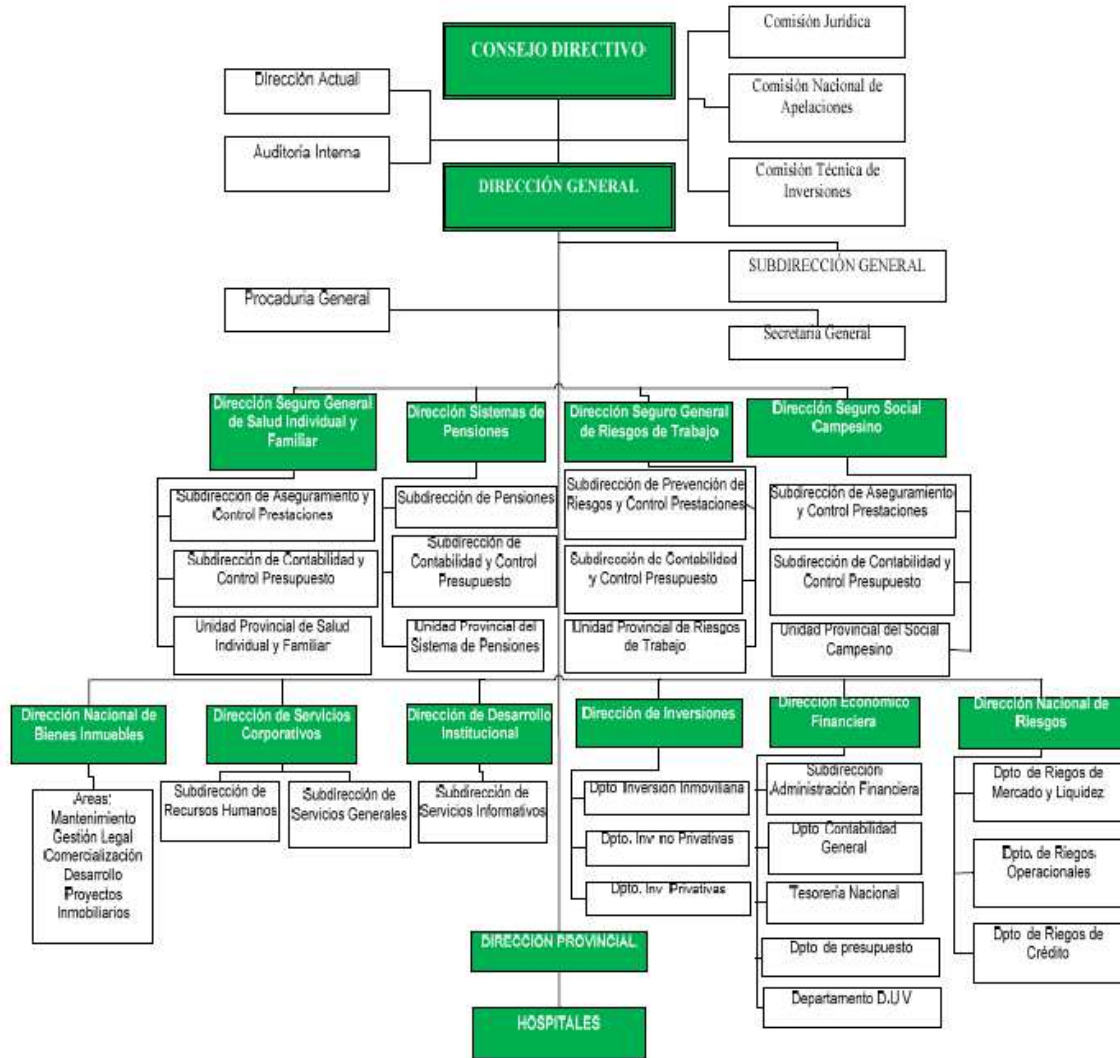 CONSEJO DIRECTIVO
Comisión Jurídica
Dirección Actual
Comisión Nacional de
Apelaciones
Auditoría Interna
DIRECCIÓN GENERAL
Comisión Técnica de
Inversiones
SUBDIRECCIÓN GENERAL
Procaduria General
Secretaria General
Dirección Seguro General
de Salud Individual y
Familiar
Dirección Sistemas de
Pensiones
Dirección Seguro General
de Riesgos de Trabajo
Dirección Seguro Social
Campesino
Subdirección de Aseguramiento y
Control Prestaciones
Subdirección de Pensiones
Subdirección de Prevención de
Riesgos y Control Prestaciones
Subdirección de Aseguramiento
y Control Prestaciones
Subdirección de Contabilidad y
Control Presupuesto
Subdirección de
Contabilidad y Control
Presupuesto
Subdirección de Contabilidad
y Control Presupuesto
Subdirección de Contabilidad y
Control Presupuesto
Unidad Provincial de Salud
Individual y Familiar
Unidad Provincial del
Sistema de Pensiones
Unidad Provincial de Riesgos
de Trabajo
Unidad Provincial del Social
Campesino
Dirección Nacional de
Bienes Inmuebles
Dirección de Servicios
Corporativos
Dirección de Desarrollo
Institucional
Dirección de Inversiones
Dirección Económico
Financiera
Dirección Nacional de
Riesgos
Areas:
Mantenimiento
Gestión Legal
Comercialización
Desarrollo
Proyectos
Inmobiliarios
Subdirección de
Recursos Humanos
Subdirección de
Servicios Generales
Subdirección de
Servicios Informativos
Dpto Inversión Inmoviliana
Dpto. Inv no Privativas
Dpto. Inv Privativas
Subdirección
Administración Financiera
Dpto Contabilidad
General
Tesorería Nacional
Dpto de presupuesto
Departamento D.U.V
Dpto de Riegos de
Mercado y Liquidez
Dpto. de Riegos
Operacionales
Dpto de Riegos de
Crédito
DIRECCION PROVINCIAL
HOSPITALES